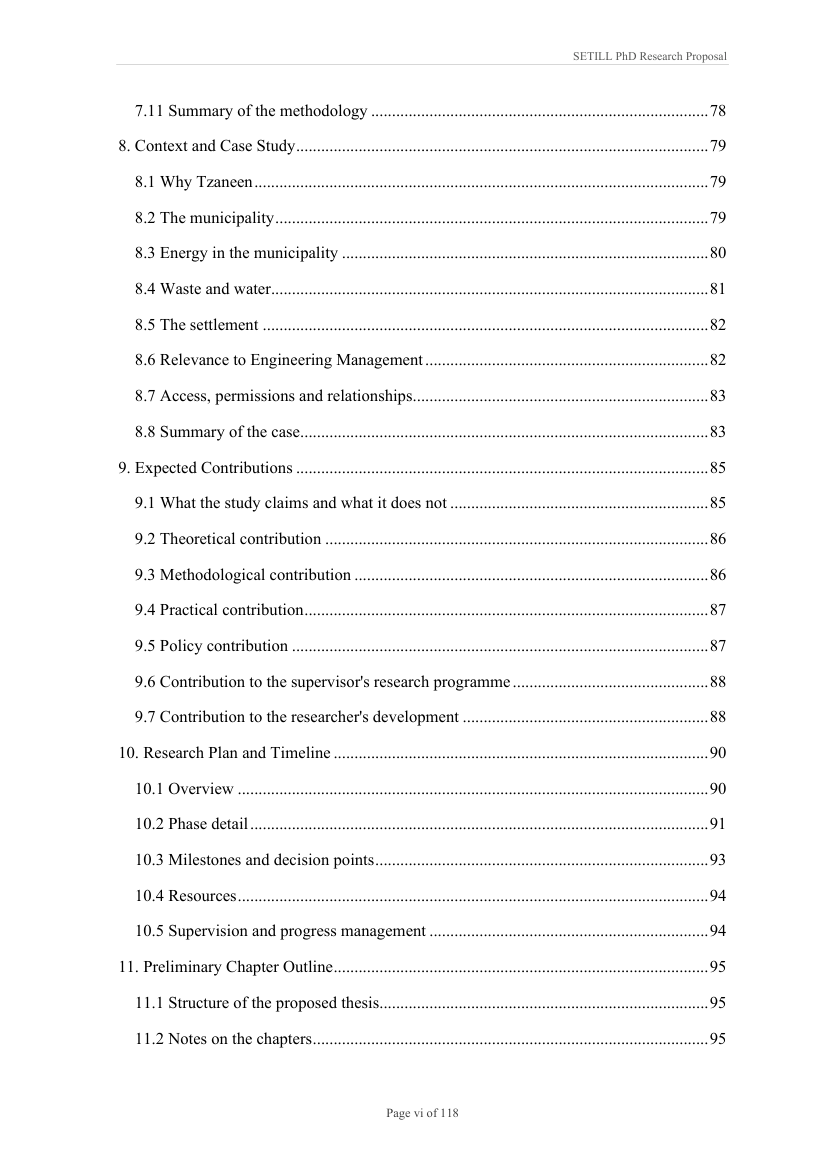 SETILL PhD Research Proposal
7.11 Summary of the methodology ................................................................................. 78
8. Context and Case Study.................................................................................................... 79
8.1 Why Tzaneen.............................................................................................................. 79
8.2 The municipality......................................................................................................... 79
8.3 Energy in the municipality ........................................................................................ 80
8.4 Waste and water.......................................................................................................... 81
8.5 The settlement ............................................................................................................ 82
8.6 Relevance to Engineering Management..................................................................... 82
8.7 Access, permissions and relationships........................................................................ 83
8.8 Summary of the case................................................................................................... 83
9. Expected Contributions .................................................................................................... 85
9.1 What the study claims and what it does not ............................................................... 85
9.2 Theoretical contribution ............................................................................................. 86
9.3 Methodological contribution ...................................................................................... 86
9.4 Practical contribution.................................................................................................. 87
9.5 Policy contribution ..................................................................................................... 87
9.6 Contribution to the supervisor's research programme................................................ 88
9.7 Contribution to the researcher's development ............................................................ 88
10. Research Plan and Timeline ........................................................................................... 90
10.1 Overview .................................................................................................................. 90
10.2 Phase detail............................................................................................................... 91
10.3 Milestones and decision points................................................................................. 93
10.4 Resources.................................................................................................................. 94
10.5 Supervision and progress management .................................................................... 94
11. Preliminary Chapter Outline........................................................................................... 95
11.1 Structure of the proposed thesis................................................................................ 95
11.2 Notes on the chapters................................................................................................ 95
Page vi of 118